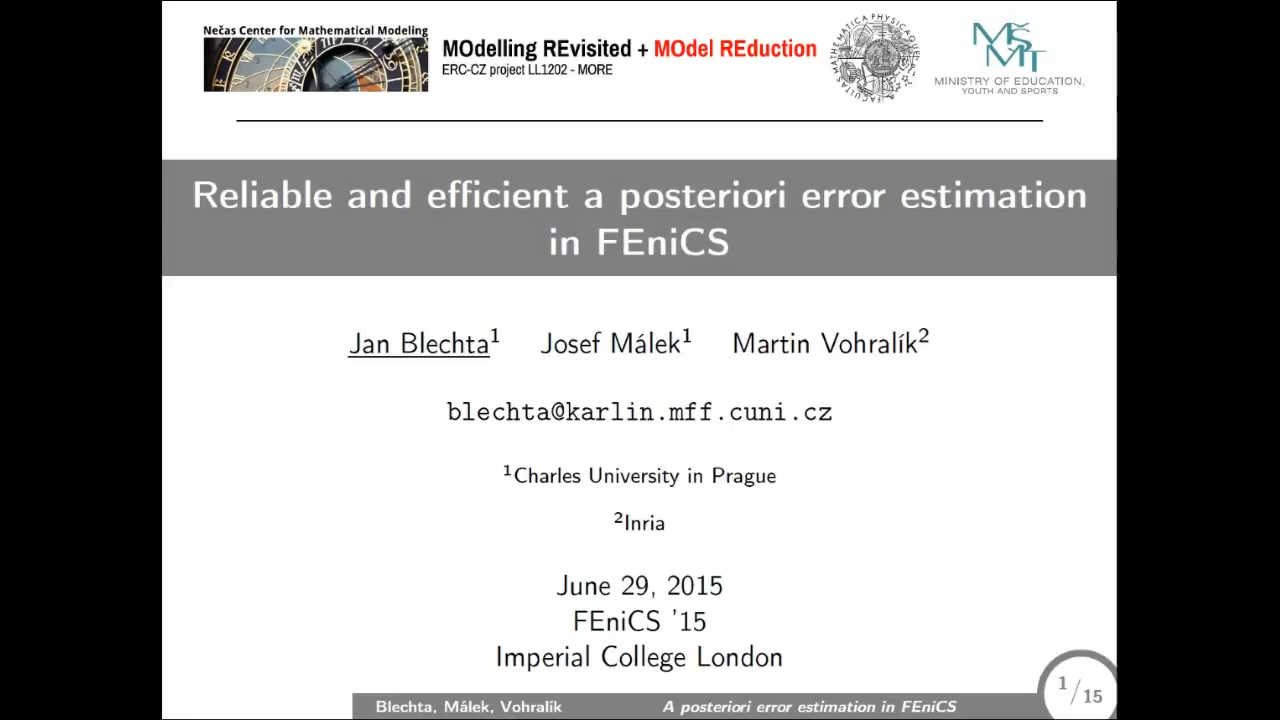 Nečas Center for Mathematical Modeling
MOdelling REvisited + MOdel REduction
ERC-CZ project LL1202 - MORE
MŠMT
MINISTRY OF EDUCATION,
YOUTH AND SPORTS
Reliable and efficient a posteriori error estimation
in FEniCS
Jan Blechta¹ Josef Málek¹ Martin Vohralík²
blechta@karlin.mff.cuni.cz
¹Charles University in Prague
²Inria
June 29, 2015
FEniCS '15
Imperial College London
Blechta, Málek, Vohralík A posteriori error estimation in FEniCS
1/15